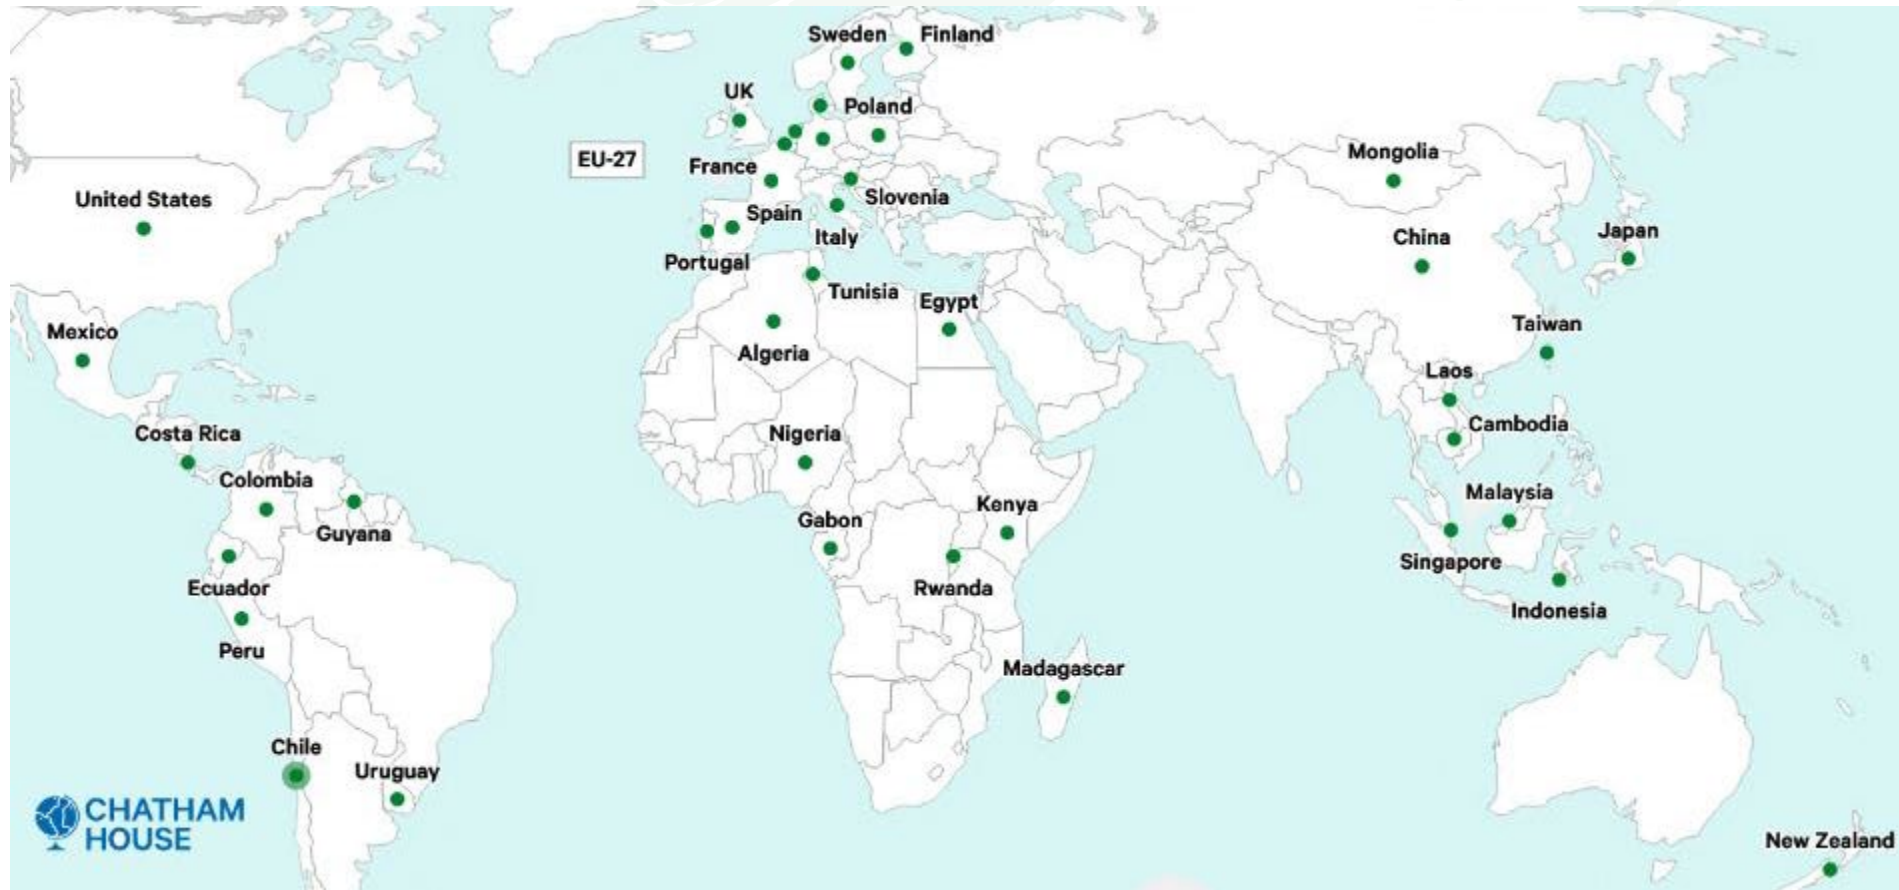 Sweden
Finland
UK
Poland
EU-27
France
Mongolia
United States
Slovenia
Spain
Italy
China
Japan
Portugal
Tunisia
Egypt
Mexico
Taiwan
Algeria
Laos
Costa Rica
Nigeria
Cambodia
Colombia
Malaysia
Kenya
Gabon
Guyana
Singapore
Ecuador
Rwanda
Indonesia
Peru
Madagascar
Chile
Uruguay
CHATHAM
HOUSE
New Zealand